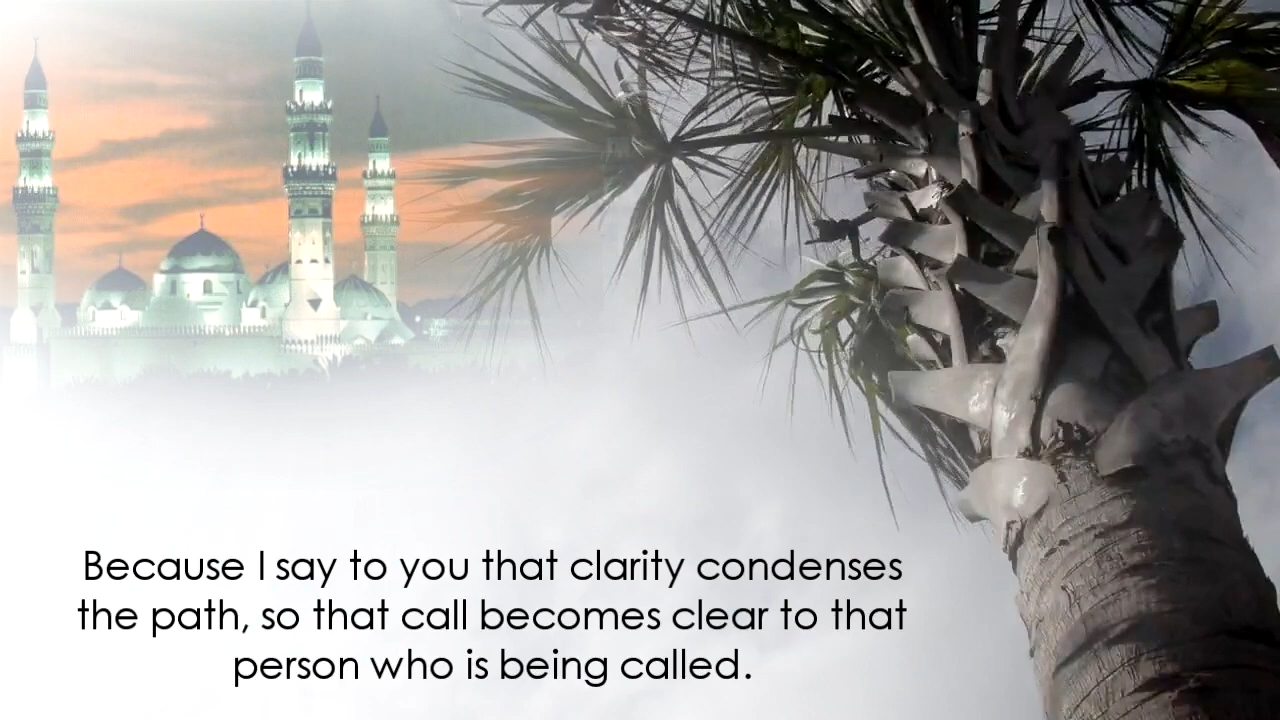 Because I say to you that clarity condenses
the path, so that call becomes clear to that
person who is being called.